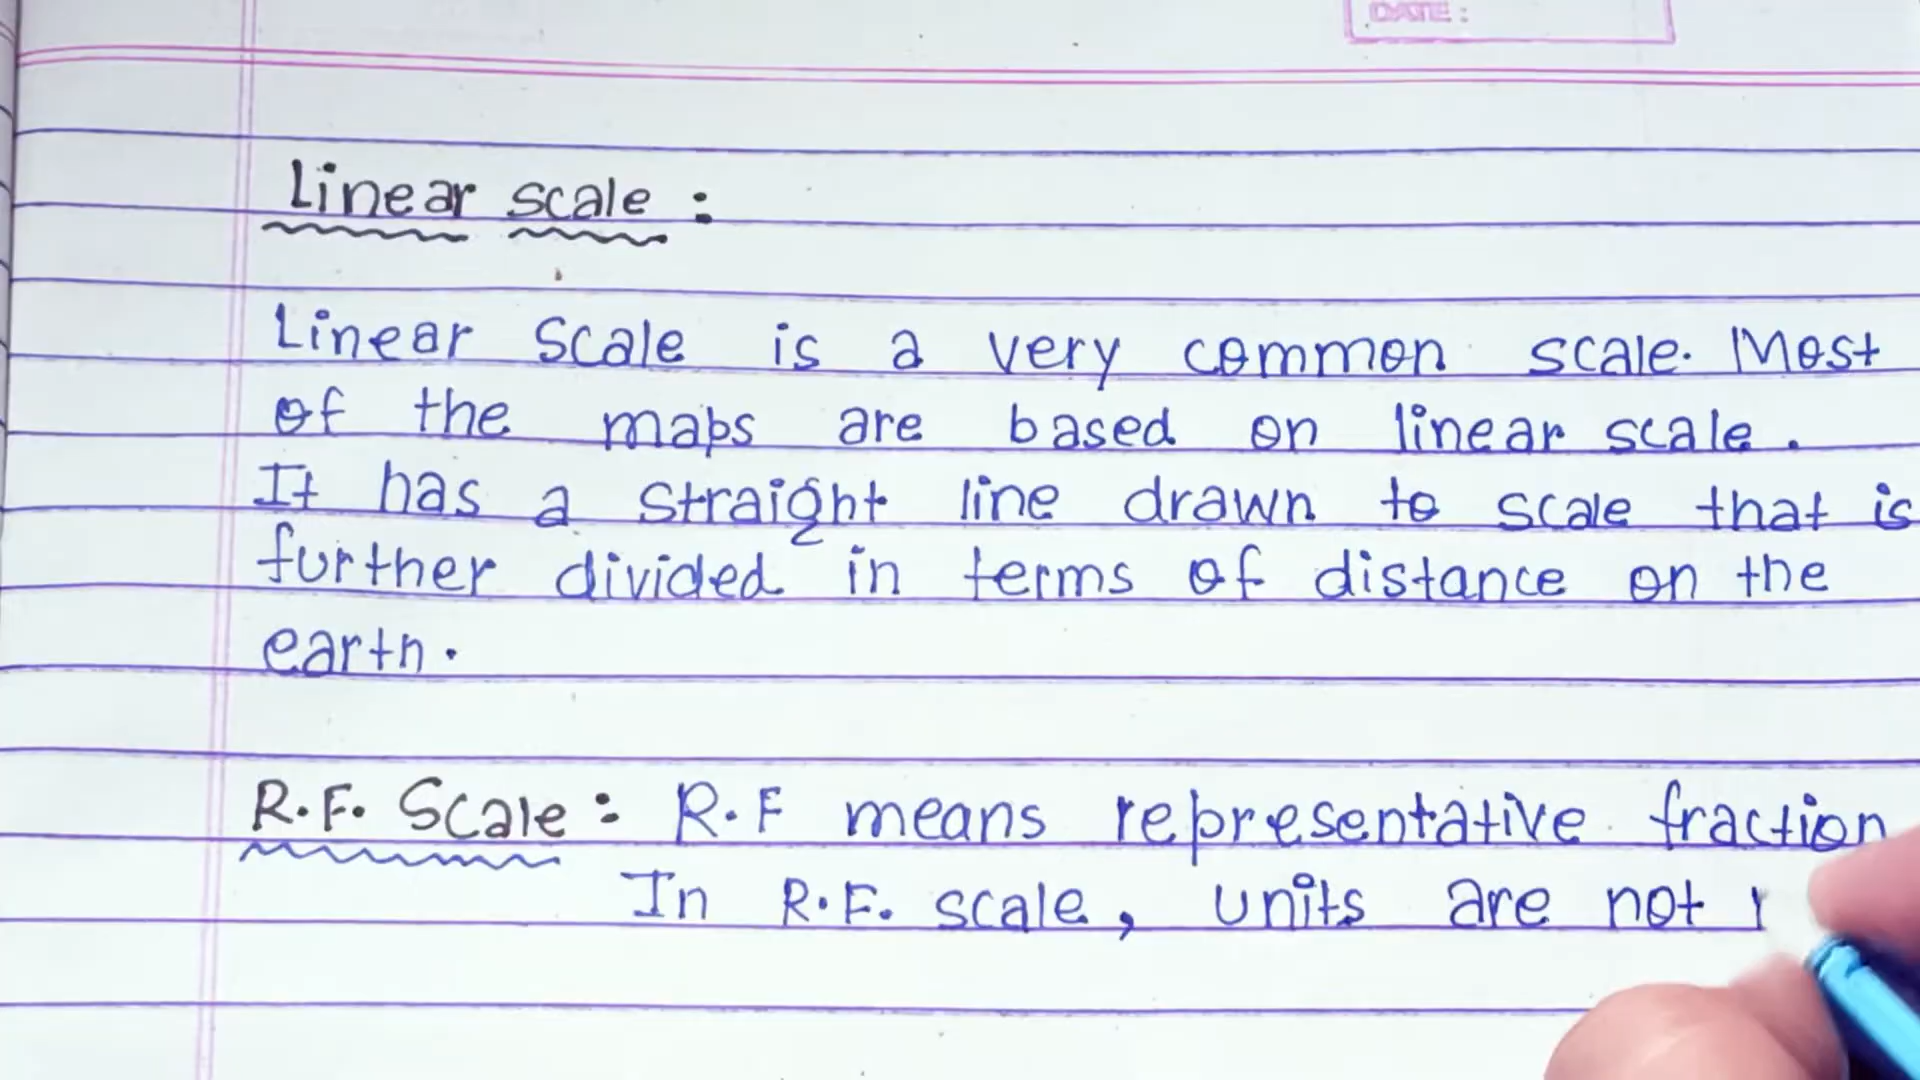 DATE :
Linear scale :
Linear Scale is a very common scale. Most
of the maps are based on linear scale.
It has a straight line drawn to scale that is
further divided in terms of distance on the
earth.
R.F. Scale : R.F means representative fraction
In R.F. scale, units are not